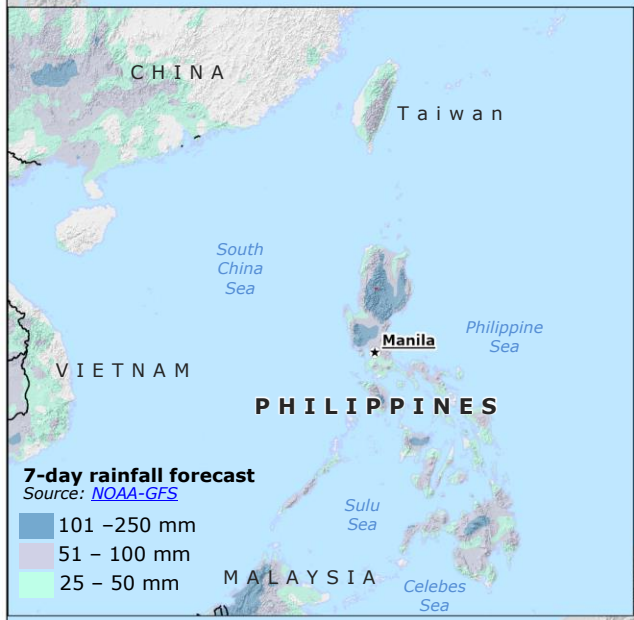 CHINA
Taiwan
South
China
Sea
Manila
Philippine
Sea
VIETNAM
PHILIPPINES
7-day rainfall forecast
Source: NOAA-GFS
101 –250 mm
51 – 100 mm
25 – 50 mm
Sulu
Sea
MALAYSIA
Celebes
Sea